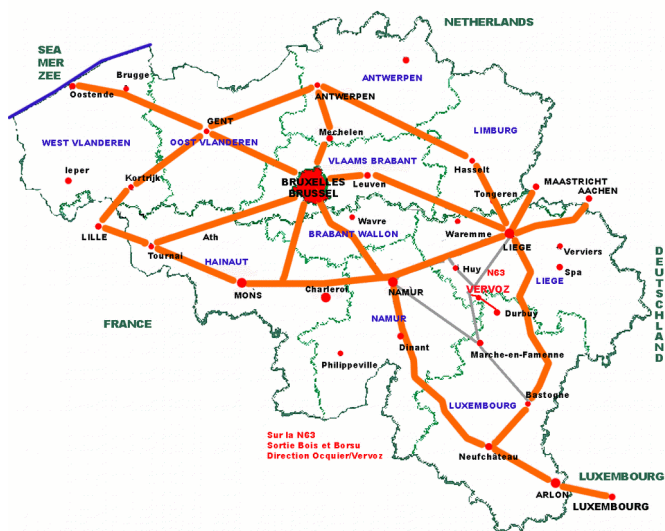 NETHERLANDS
SEA
MER
ZEE
Brugge
Oostende
ANTWERPEN
ANTWERPEN
GENT
OOST VLANDEREN
WEST VLANDEREN
Mechelen
LIMBURG
VLAAMS BRABANT
Hasselt
Ieper
Kortrijk
BRUXELLES
BRUSSEL
Leuven
Tongeren
MAASTRICHT
AACHEN
LILLE
Tournai
Ath
Wavre
BRABANT WALLON
Waremme
LIEGE
HAINAUT
Verviers
Spa
Huy
N63
LIEGE
VERVOZ
Durbuy
DEUTSCHLAND
MONS
Charleroi
NAMUR
NAMUR
FRANCE
Dinant
Philippeville
Marche-en-Famenne
LUXEMBOURG
Bastogne
Sur la N63
Sortie Bois et Borsu
Direction Ocquier/Vervoz
Neufchâteau
ARLON
LUXEMBOURG
LUXEMBOURG